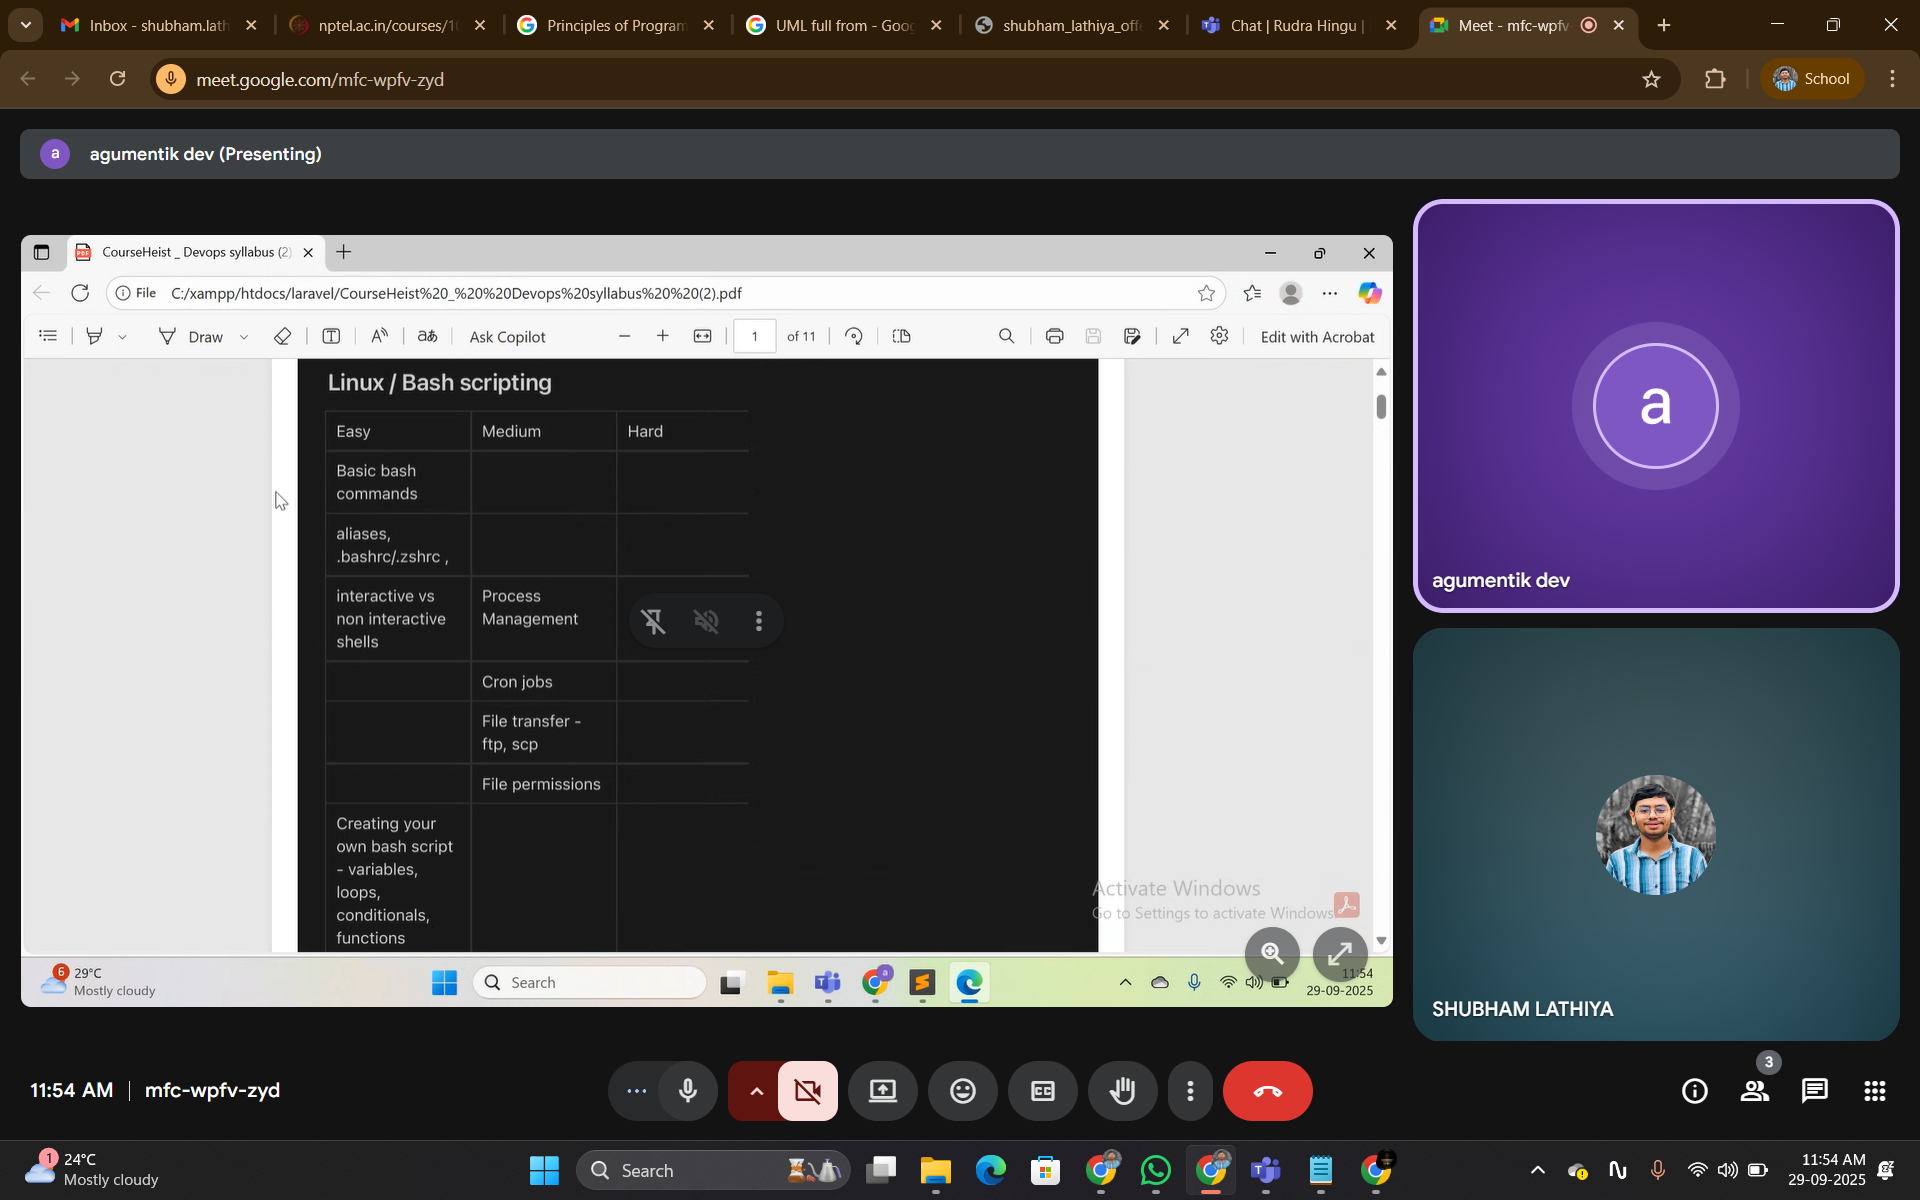 Inbox - shubham.lath
nptel.ac.in/courses/10
Principles of Program
UML full from - Goog
shubham_lathiya_offe
Chat | Rudra Hingu |
Meet - mfc-wpfv-
meet.google.com/mfc-wpfv-zyd
School
a
agumentik dev (Presenting)
CourseHeist _ Devops syllabus (2)
File
C:/xampp/htdocs/laravel/CourseHeist%20_%20%20Devops%20syllabus%20%20(2).pdf
Draw
Ask Copilot
1
of 11
Edit with Acrobat
Linux / Bash scripting
Easy
Medium
Hard
Basic bash
commands
aliases,
.bashrc/.zshrc ,
interactive vs
non interactive
shells
Process
Management
Cron jobs
File transfer -
ftp, scp
File permissions
Creating your
own bash script
- variables,
loops,
conditionals,
functions
Activate Windows
Go to Settings to activate Windows.
6
29°C
Mostly cloudy
Search
11:54
29-09-2025
a
agumentik dev
SHUBHAM LATHIYA
11:54 AM
mfc-wpfv-zyd
3
1
24°C
Mostly cloudy
Search
11:54 AM
29-09-2025